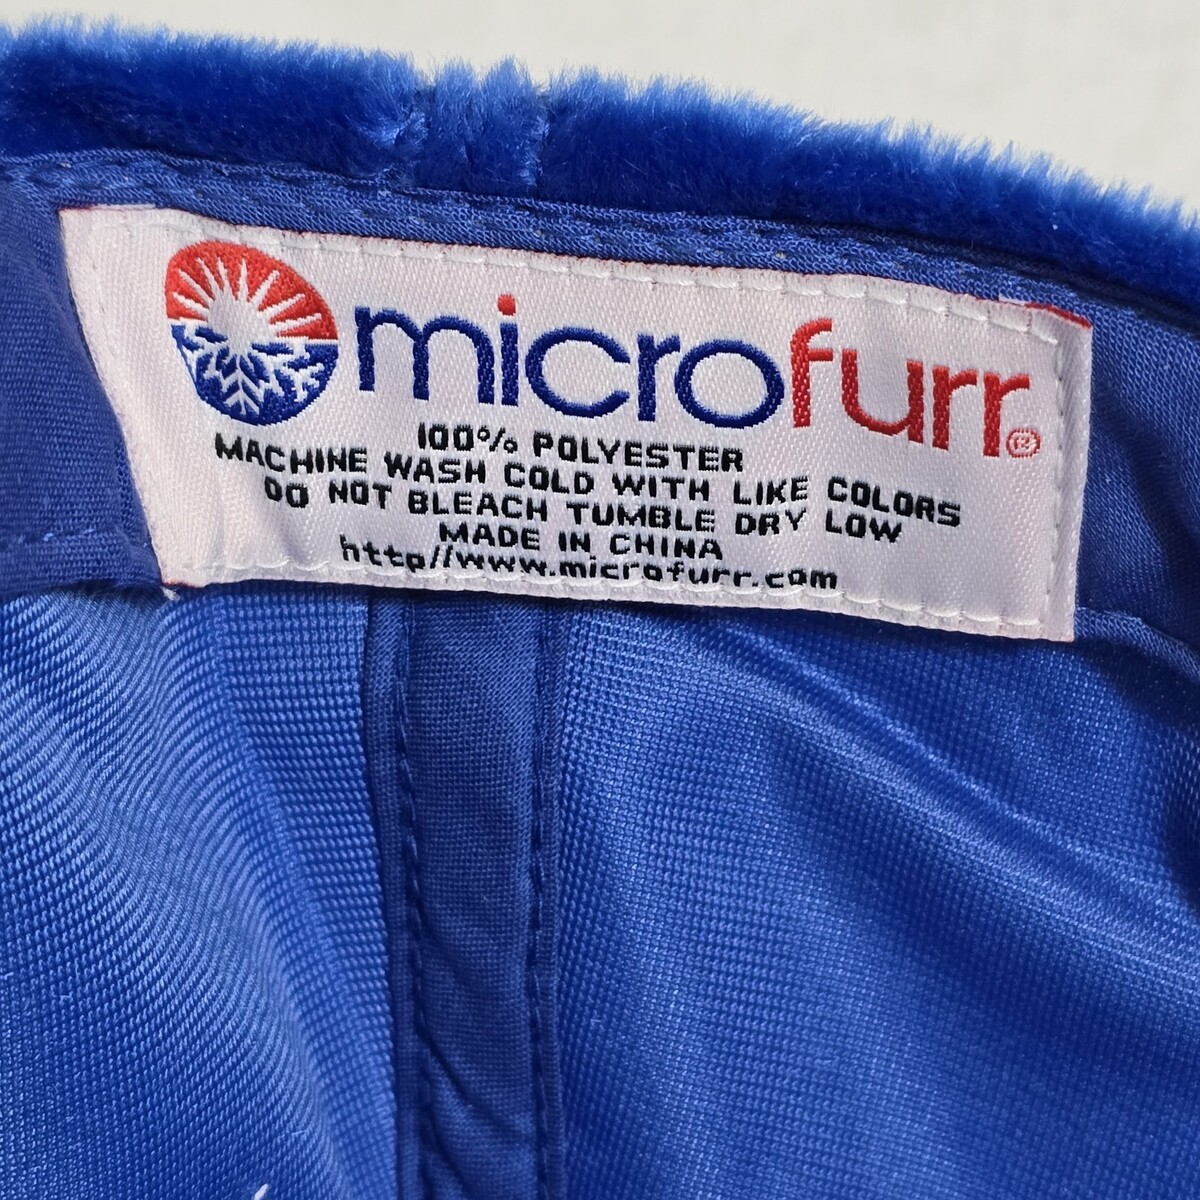 microfurr®
100% POLYESTER
MACHINE WASH COLD WITH LIKE COLORS
DO NOT BLEACH TUMBLE DRY LOW
MADE IN CHINA
http//www.microfurr.com